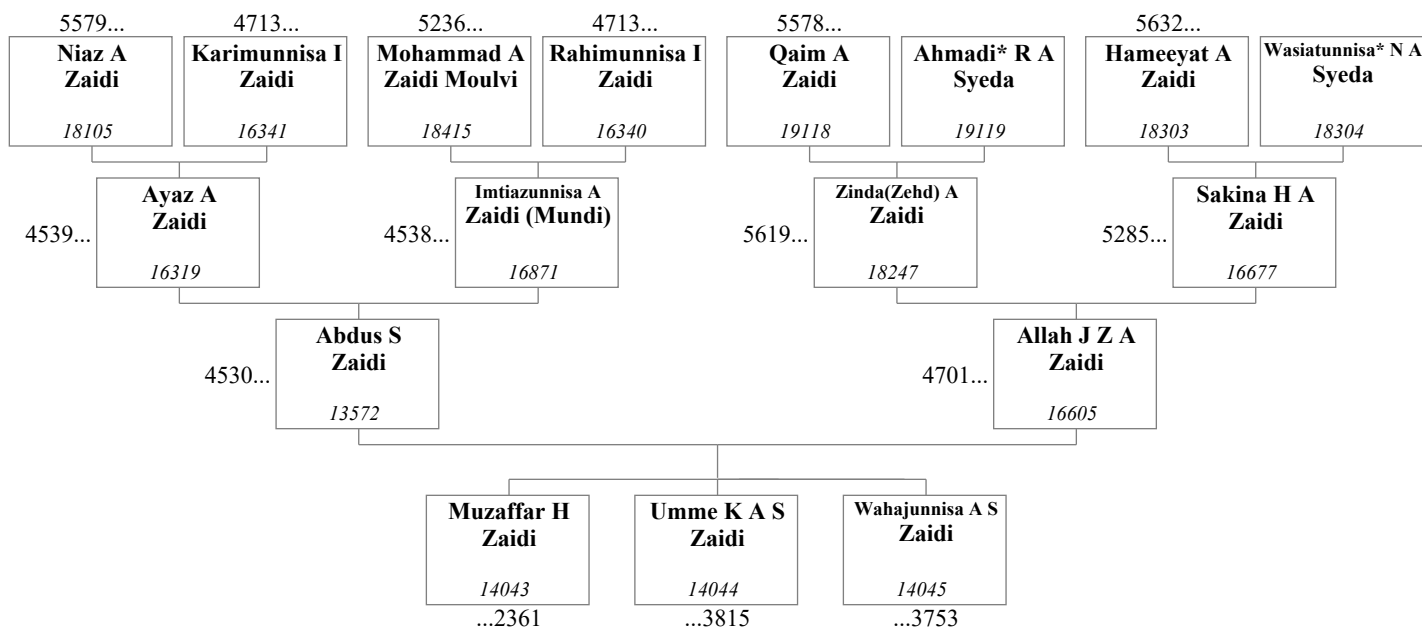 5579...
4713...
5236...
4713...
5578...
5632...
Niaz A
Zaidi
18105
Karimunnisa I
Zaidi
16341
Mohammad A
Zaidi Moulvi
18415
Rahimunnisa I
Zaidi
16340
Qaim A
Zaidi
19118
Ahmadi* R A
Syeda
19119
Hameeyat A
Zaidi
18303
Wasiatunnisa* N A
Syeda
18304
4539...
Ayaz A
Zaidi
16319
4538...
Imtiazunnisa A
Zaidi (Mundi)
16871
5619...
Zinda(Zehd) A
Zaidi
18247
5285...
Sakina H A
Zaidi
16677
4530...
Abdus S
Zaidi
13572
4701...
Allah J Z A
Zaidi
16605
Muzaffar H
Zaidi
14043
...2361
Umme K A S
Zaidi
14044
...3815
Wahajunnisa A S
Zaidi
14045
...3753